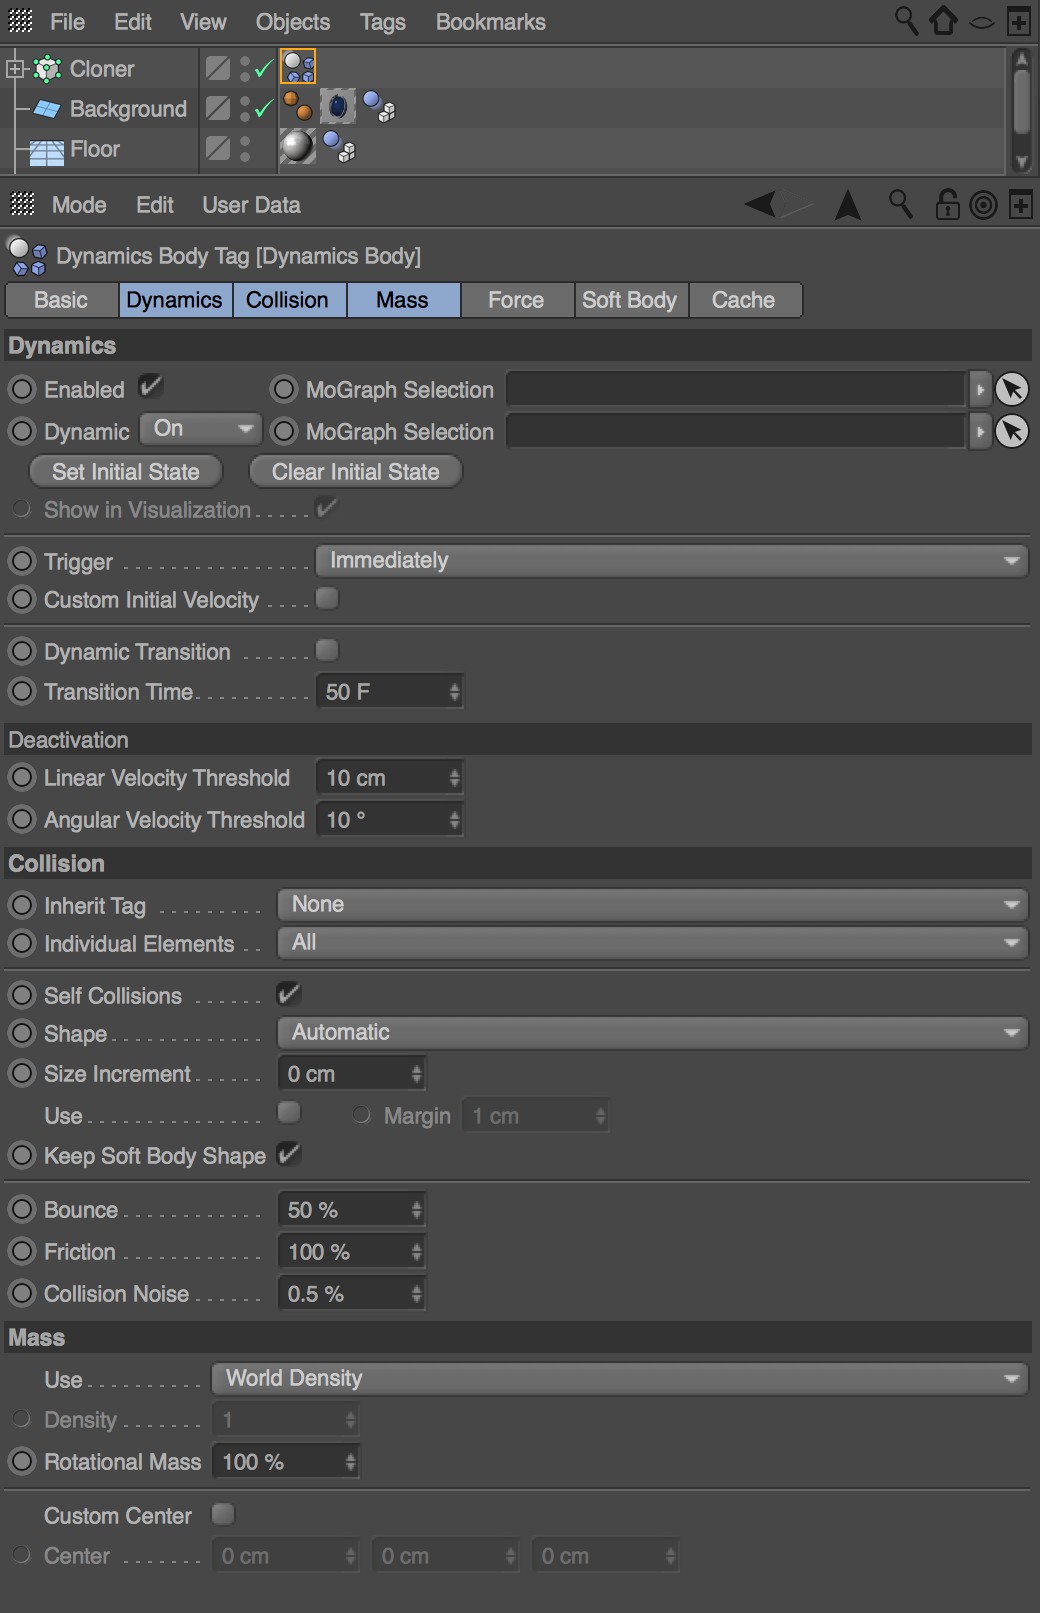 File Edit View Objects Tags Bookmarks
Cloner
Background
Floor
Mode Edit User Data
Dynamics Body Tag [Dynamics Body]
Basic Dynamics Collision Mass Force Soft Body Cache
Dynamics
Enabled MoGraph Selection
Dynamic On MoGraph Selection
Set Initial State Clear Initial State
Show in Visualization
Trigger Immediately
Custom Initial Velocity
Dynamic Transition
Transition Time 50 F
Deactivation
Linear Velocity Threshold 10 cm
Angular Velocity Threshold 10 °
Collision
Inherit Tag None
Individual Elements All
Self Collisions
Shape Automatic
Size Increment 0 cm
Use Margin 1 cm
Keep Soft Body Shape
Bounce 50 %
Friction 100 %
Collision Noise 0.5 %
Mass
Use World Density
Density 1
Rotational Mass 100 %
Custom Center
Center 0 cm 0 cm 0 cm